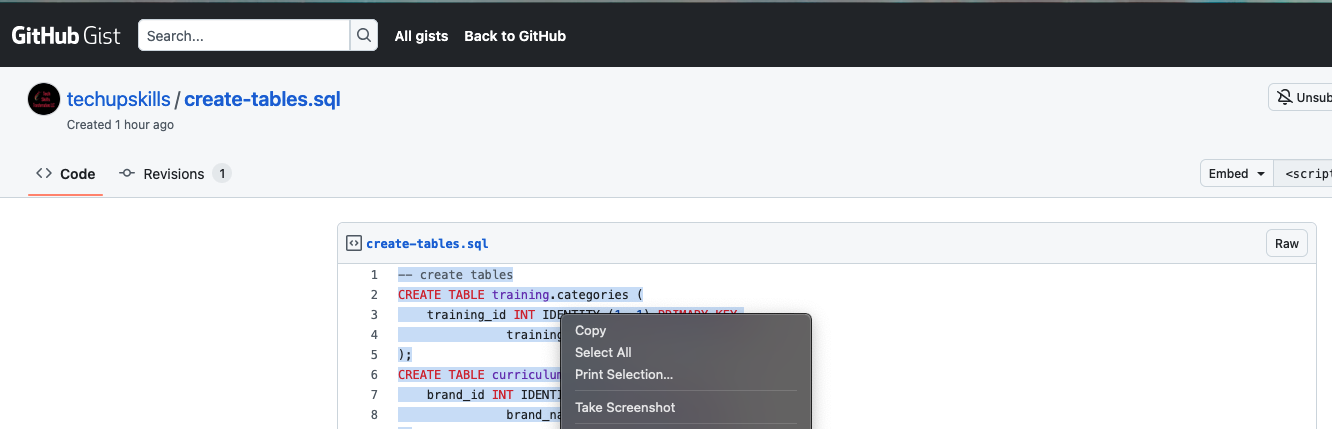 GitHub Gist Search... All gists Back to GitHub
techupskills / create-tables.sql
Created 1 hour ago
Unsub
Code Revisions 1
Embed <script
create-tables.sql
Raw
1 -- create tables
2 CREATE TABLE training.categories (
3 training_id INT IDENTITY (1, 1) PRIMARY KEY,
4 training
5 );
6 CREATE TABLE curriculum
7 brand_id INT IDENTI
8 brand_na
Copy
Select All
Print Selection...
Take Screenshot